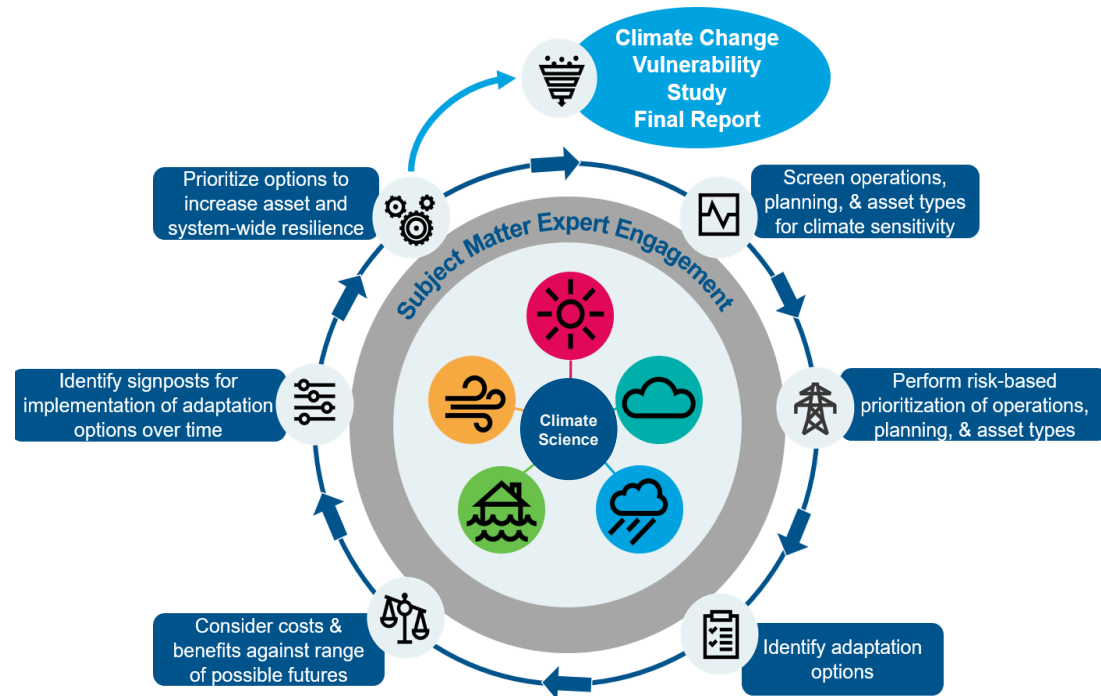 Climate Change
Vulnerability
Study
Final Report
Prioritize options to
increase asset and
system-wide resilience
Screen operations,
planning, & asset types
for climate sensitivity
Subject Matter Expert Engagement
Identify signposts for
implementation of adaptation
options over time
Climate
Science
Perform risk-based
prioritization of operations,
planning, & asset types
Consider costs &
benefits against range
of possible futures
Identify adaptation
options